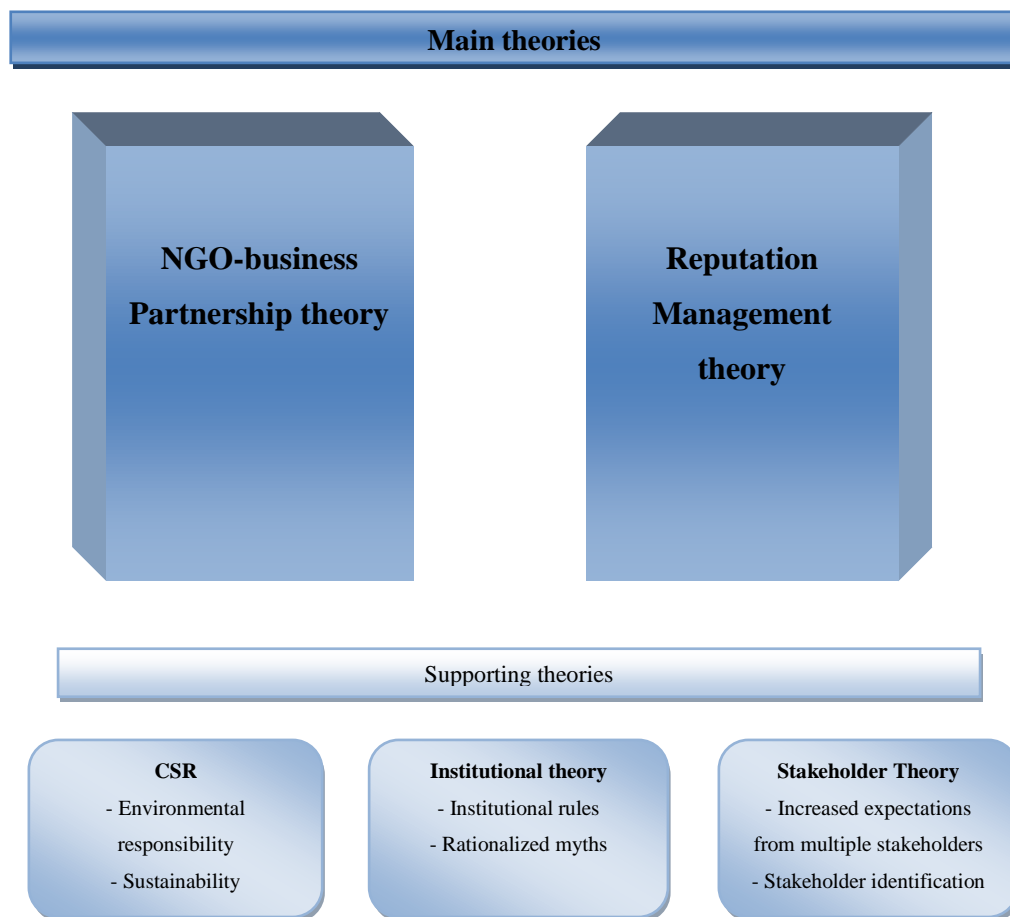 Main theories
NGO-business
Partnership theory
Reputation
Management
theory
Supporting theories
CSR
- Environmental
responsibility
- Sustainability
Institutional theory
- Institutional rules
- Rationalized myths
Stakeholder Theory
- Increased expectations
from multiple stakeholders
- Stakeholder identification